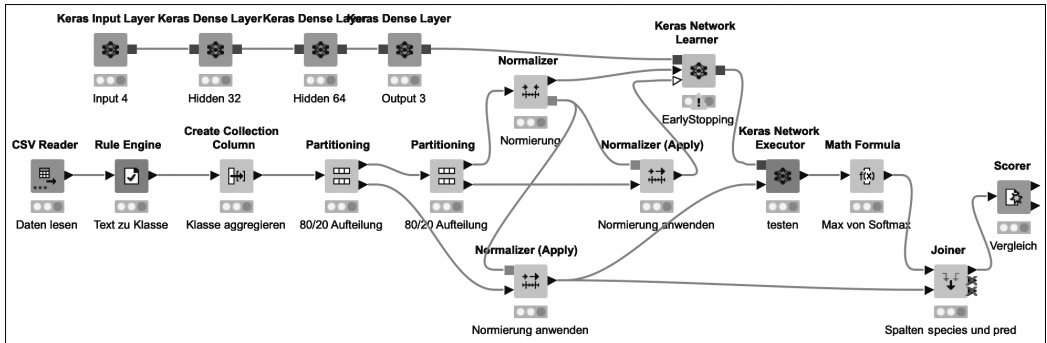 Keras Input Layer
Keras Dense Layer
Keras Dense Layer
Keras Dense Layer
Input 4
Hidden 32
Hidden 64
Output 3
Keras Network
Learner
EarlyStopping
Normalizer
Normierung
CSV Reader
Daten lesen
Rule Engine
Text zu Klasse
Create Collection
Column
Klasse aggregieren
Partitioning
80/20 Aufteilung
Partitioning
80/20 Aufteilung
Normalizer (Apply)
Normierung anwenden
Keras Network
Executor
testen
Math Formula
f(x)
Max von Softmax
Scorer
Vergleich
Normalizer (Apply)
Normierung anwenden
Joiner
Spalten species und pred